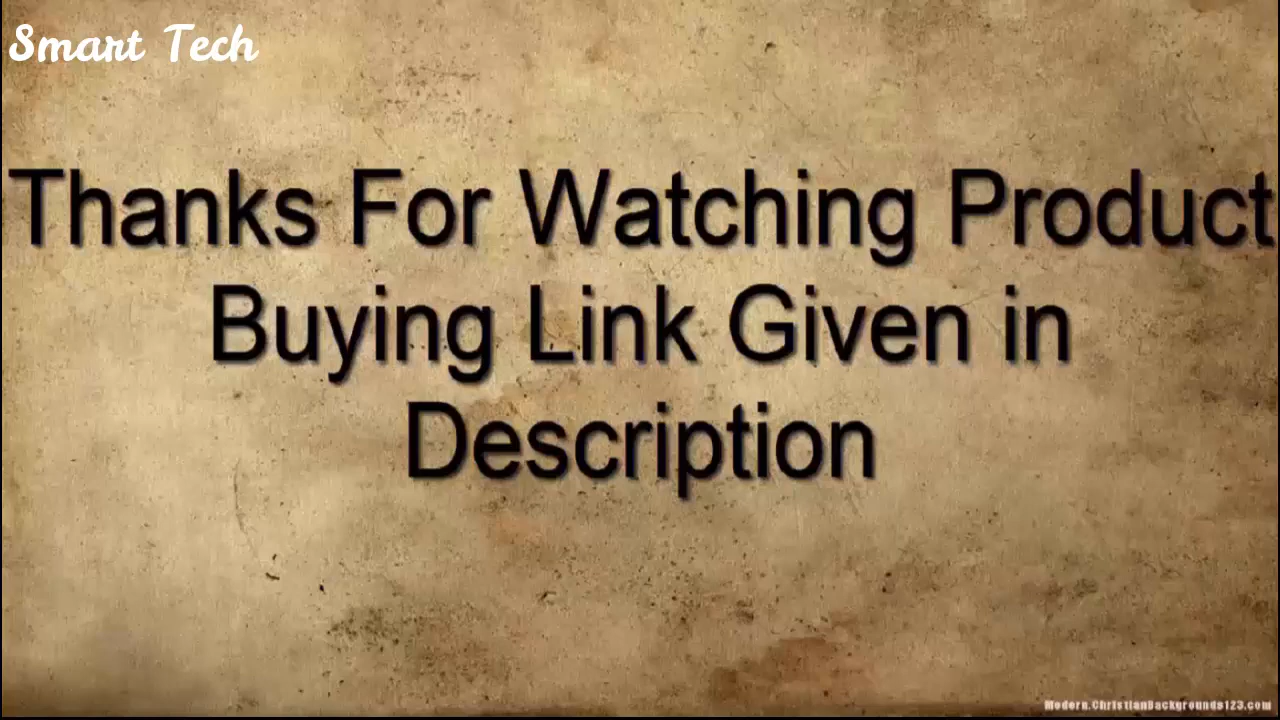 Smart Tech
Thanks For Watching Product
Buying Link Given in
Description
Modern.ChristianBackgrounds123.com